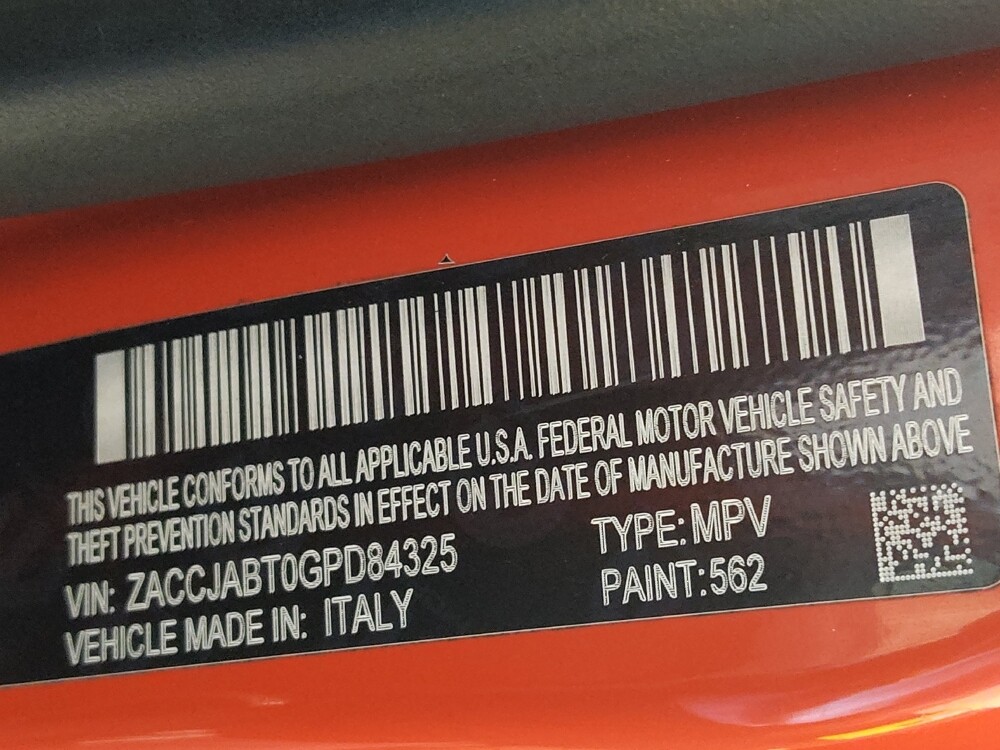 THIS VEHICLE CONFORMS TO ALL APPLICABLE U.S.A. FEDERAL MOTOR VEHICLE SAFETY AND
THEFT PREVENTION STANDARDS IN EFFECT ON THE DATE OF MANUFACTURE SHOWN ABOVE
VIN: ZACCJABT0GPD84325 TYPE: MPV
VEHICLE MADE IN: ITALY PAINT: 562